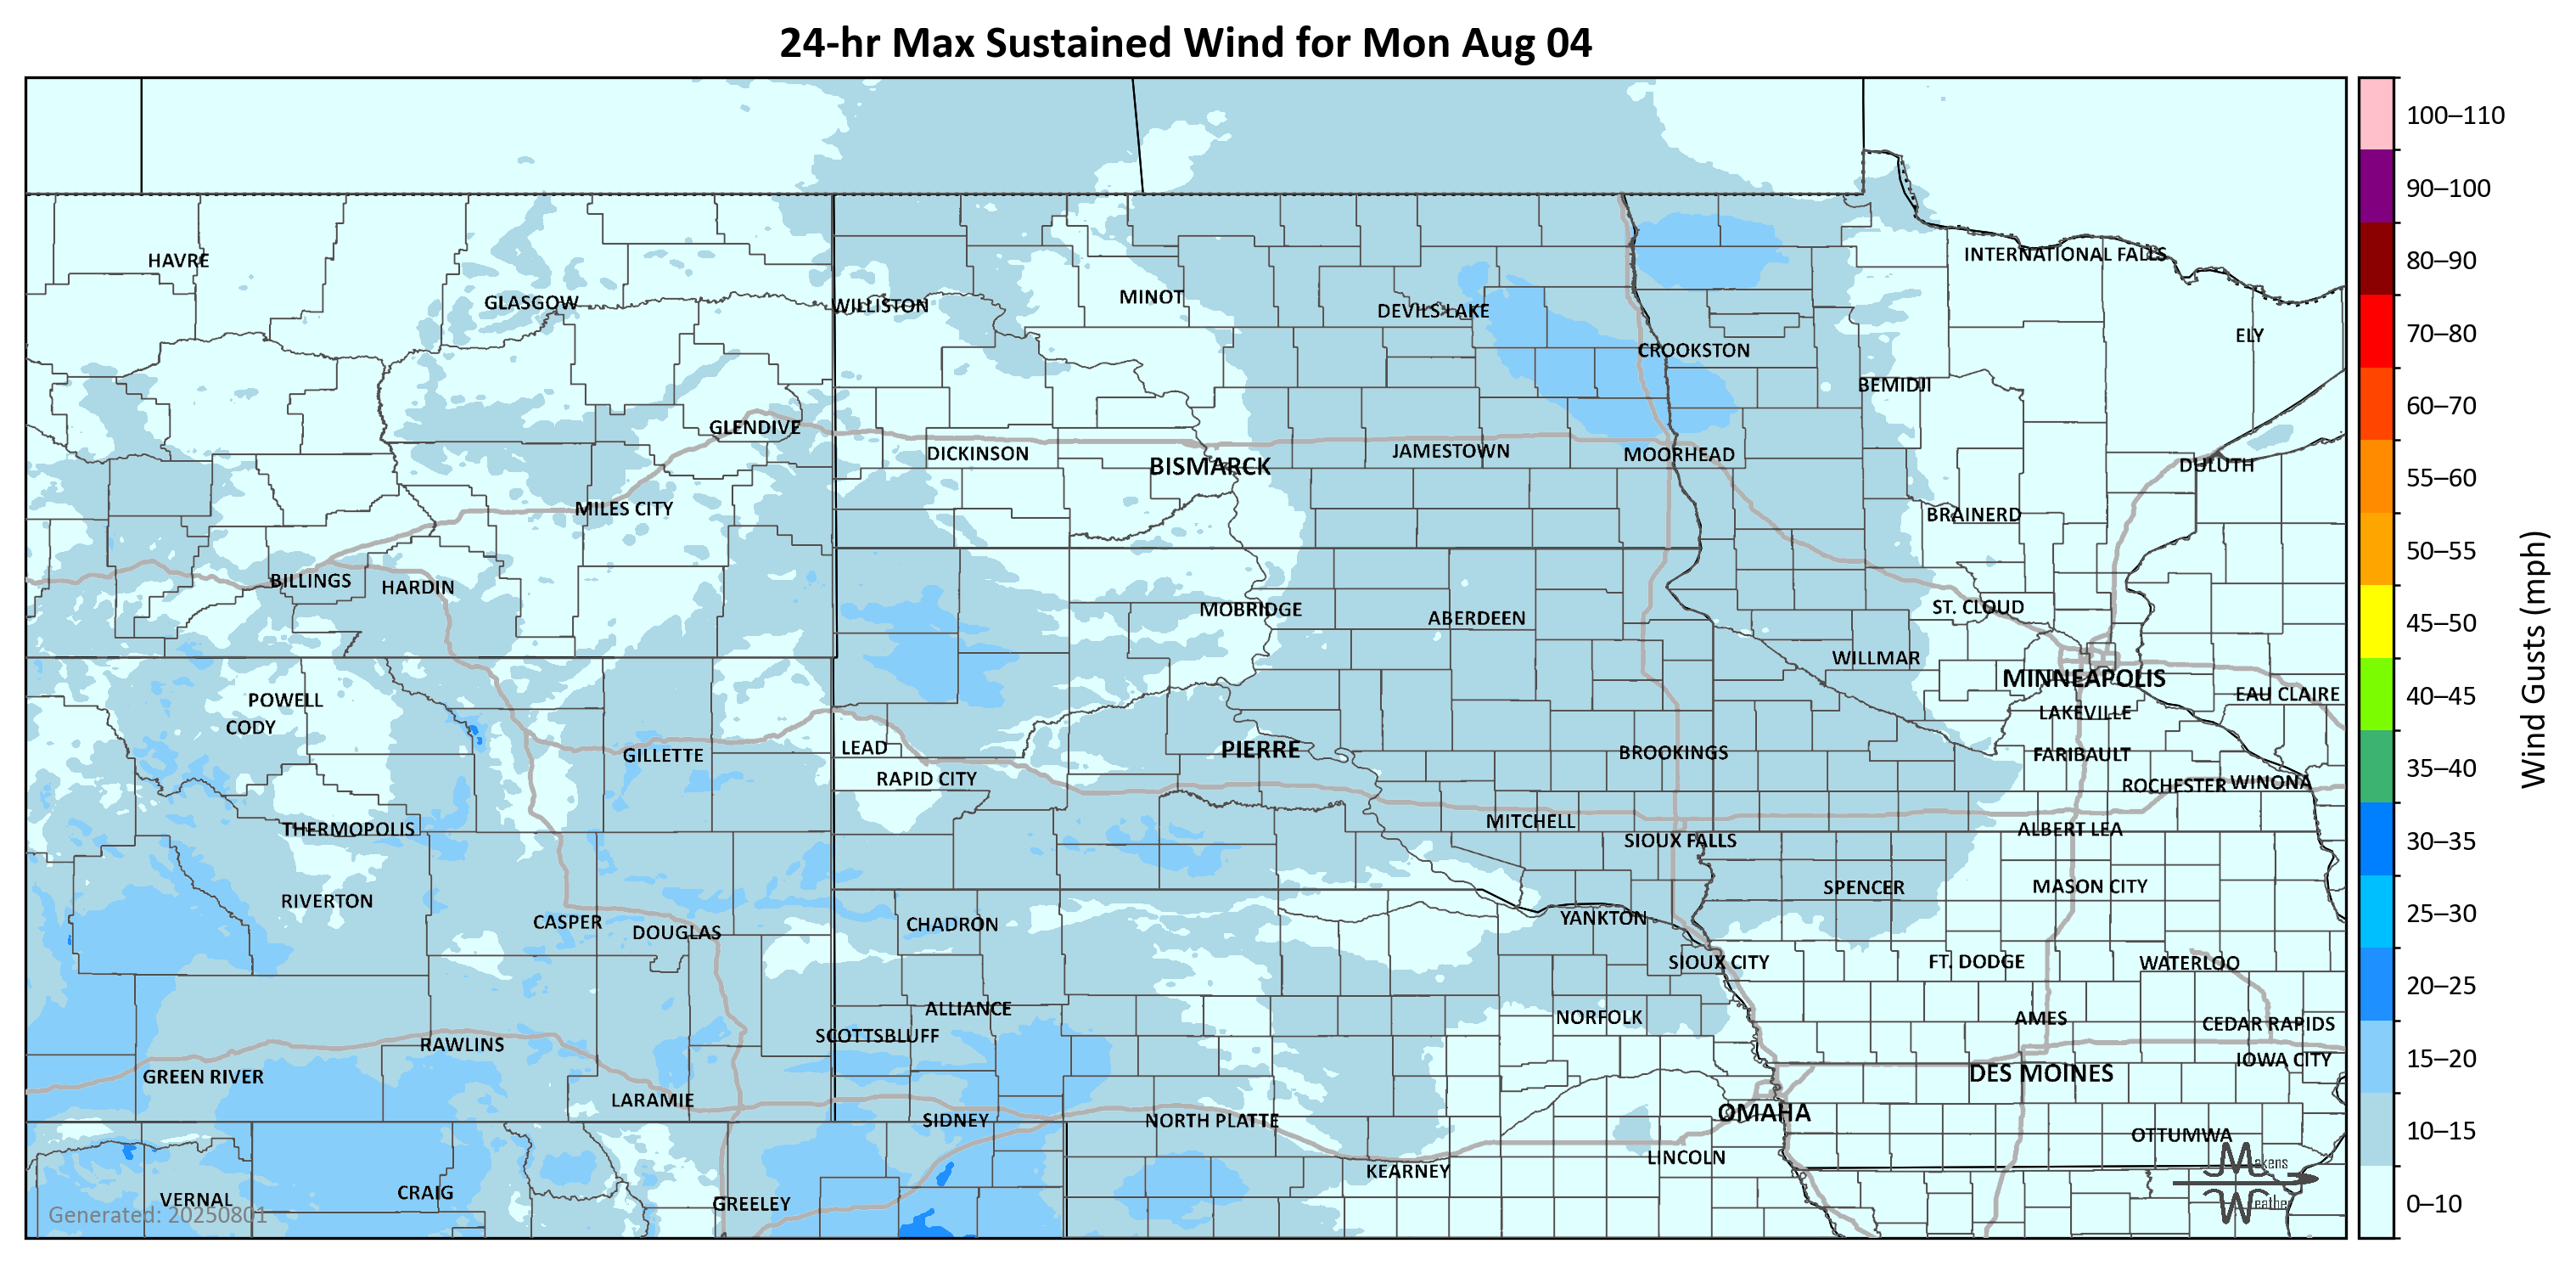 24-hr Max Sustained Wind for Mon Aug 04
100–110
90–100
80–90
70–80
60–70
55–60
50–55
45–50
40–45
35–40
30–35
25–30
20–25
15–20
10–15
0–10
Wind Gusts (mph)
HAVRE
INTERNATIONAL FALLS
GLASGOW
WILLISTON
MINOT
DEVILS LAKE
ELY
CROOKSTON
BEMIDJI
GLENDIVE
DICKINSON
BISMARCK
JAMESTOWN
MOORHEAD
DULUTH
MILES CITY
BRAINERD
BILLINGS
HARDIN
MOBRIDGE
ABERDEEN
ST. CLOUD
WILLMAR
MINNEAPOLIS
POWELL
EAU CLAIRE
CODY
LAKEVILLE
GILLETTE
LEAD
PIERRE
BROOKINGS
FARIBAULT
RAPID CITY
ROCHESTER
WINONA
THERMOPOLIS
MITCHELL
SIOUX FALLS
ALBERT LEA
RIVERTON
SPENCER
MASON CITY
CASPER
DOUGLAS
CHADRON
YANKTON
SIOUX CITY
FT. DODGE
WATERLOO
ALLIANCE
NORFOLK
AMES
CEDAR RAPIDS
SCOTTSBLUFF
RAWLINS
IOWA CITY
GREEN RIVER
DES MOINES
LARAMIE
SIDNEY
NORTH PLATTE
OMAHA
OTTUMWA
KEARNEY
LINCOLN
VERNAL
CRAIG
GREELEY
Generated: 20250801
Makens
Weather